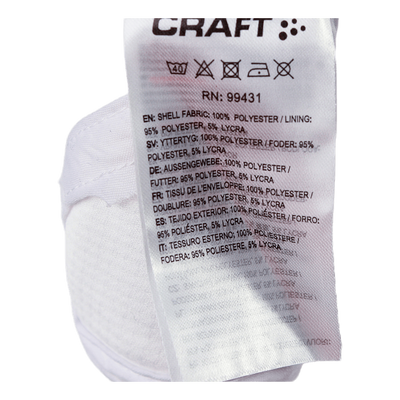 CRAFT
40
RN: 99431
EN: SHELL FABRIC: 100% POLYESTER / LINING:
95% POLYESTER, 5% LYCRA
SV: YTTERTYG: 100% POLYESTER / FODER: 95%
POLYESTER, 5% LYCRA
DE: AUSSENGEWEBE: 100% POLYESTER /
FUTTER: 95% POLYESTER, 5% LYCRA
FR: TISSU DE L'ENVELOPPE: 100% POLYESTER /
DOUBLURE: 95% POLYESTER, 5% LYCRA
ES: TEJIDO EXTERIOR: 100% POLIÉSTER / FORRO:
95% POLIÉSTER, 5% LYCRA
IT: TESSUTO ESTERNO: 100% POLIESTERE /
FODERA: 95% POLIESTERE, 5% LYCRA